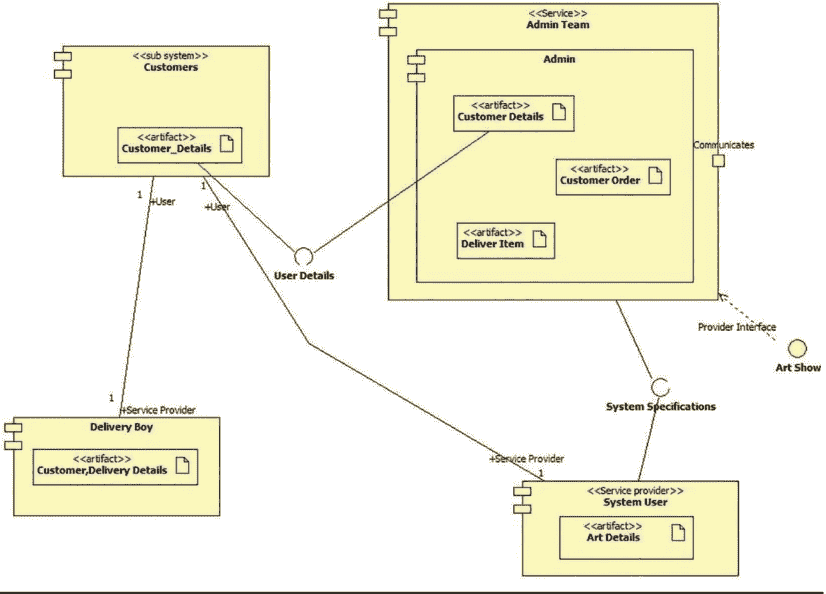 <<Service>>
Admin Team
<<sub system>>
Customers
Admin
<<artifact>>
Customer Details
<<artifact>>
Customer_Details
Communicates
<<artifact>>
Customer Order
1
+User
1
+User
<<artifact>>
Deliver Item
User Details
Provider Interface
Art Show
1
+Service Provider
System Specifications
Delivery Boy
<<artifact>>
Customer,Delivery Details
+Service Provider
1
<<Service provider>>
System User
<<artifact>>
Art Details